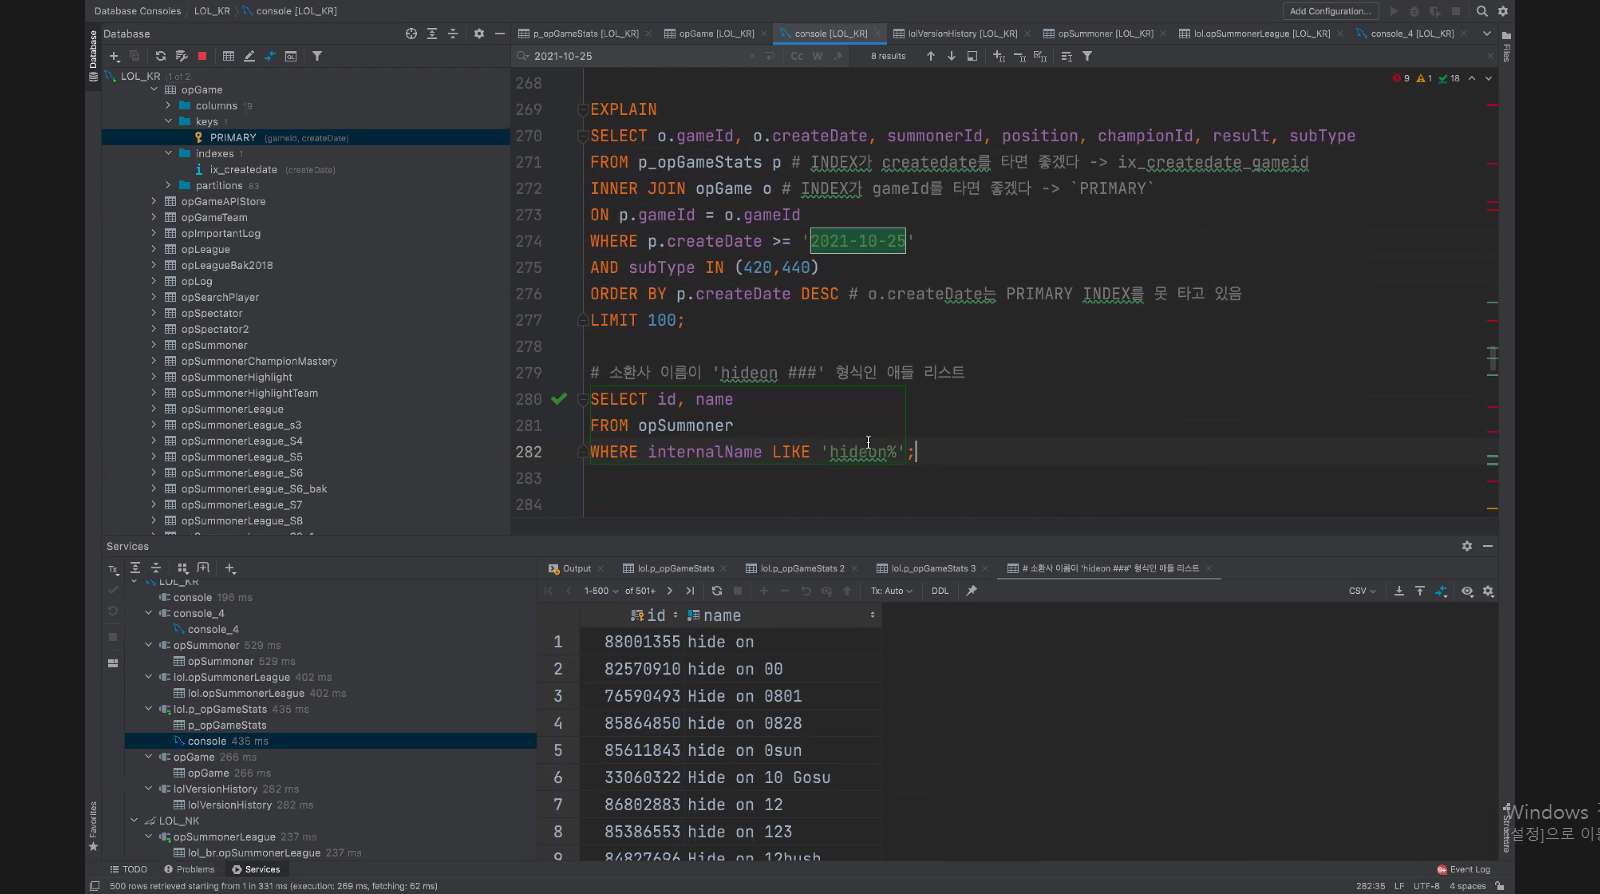 Database Consoles
LOL_KR
console [LOL_KR]
Add Configuration...
Database
Database
p_opGameStats [LOL_KR]
opGame [LOL_KR]
console [LOL_KR]
lolVersionHistory [LOL_KR]
opSummoner [LOL_KR]
lol.opSummonerLeague [LOL_KR]
console_4 [LOL_KR]
Files
2021-10-25
Cc
W
.*
8 results
9
1
18
LOL_KR 1 of 2
opGame
columns 19
keys 1
PRIMARY (gameId, createDate)
indexes 1
ix_createdate (createDate)
partitions 83
opGameAPIStore
opGameTeam
opImportantLog
opLeague
opLeagueBak2018
opLog
opSearchPlayer
opSpectator
opSpectator2
opSummoner
opSummonerChampionMastery
opSummonerHighlight
opSummonerHighlightTeam
opSummonerLeague
opSummonerLeague_s3
opSummonerLeague_S4
opSummonerLeague_S5
opSummonerLeague_S6
opSummonerLeague_S6_bak
opSummonerLeague_S7
opSummonerLeague_S8
268
269 EXPLAIN
270 SELECT o.gameId, o.createDate, summonerId, position, championId, result, subType
271 FROM p_opGameStats p # INDEX가 createdate를 타면 좋겠다 -> ix_createdate_gameid
272 INNER JOIN opGame o # INDEX가 gameId를 타면 좋겠다 -> `PRIMARY`
273 ON p.gameId = o.gameId
274 WHERE p.createDate >= '2021-10-25'
275 AND subType IN (420,440)
276 ORDER BY p.createDate DESC # o.createDate는 PRIMARY INDEX를 못 타고 있음
277 LIMIT 100;
278
279 # 소환사 이름이 'hideon ###' 형식인 애들 리스트
280 SELECT id, name
281 FROM opSummoner
282 WHERE internalName LIKE 'hideon%';
283
284
Services
Tx
LOL_KR
console 196 ms
console_4
console_4
opSummoner 529 ms
opSummoner 529 ms
lol.opSummonerLeague 402 ms
lol.opSummonerLeague 402 ms
lol.p_opGameStats 435 ms
p_opGameStats
console 435 ms
opGame 266 ms
opGame 266 ms
lolVersionHistory 282 ms
lolVersionHistory 282 ms
LOL_NK
opSummonerLeague 237 ms
lol_br.opSummonerLeague 237 ms
Output
lol.p_opGameStats
lol.p_opGameStats 2
lol.p_opGameStats 3
# 소환사 이름이 'hideon ###' 형식인 애들 리스트
1-500
of 501+
Tx: Auto
DDL
CSV
id name
1 88001355 hide on
2 82570910 hide on 00
3 76590493 Hide on 0801
4 85864850 hide on 0828
5 85611843 hide on 0sun
6 33060322 Hide on 10 Gosu
7 86802883 hide on 12
8 85386553 hide on 123
9 84827696 hide on 12bush
Favorites
Structure
Windows
[설정]으로 이동
TODO
Problems
Services
Event Log
500 rows retrieved starting from 1 in 331 ms (execution: 269 ms, fetching: 62 ms)
282:35
LF
UTF-8
4 spaces